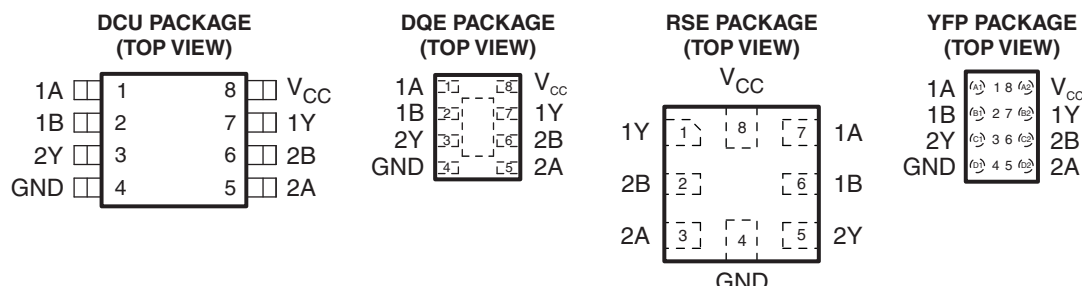 DCU PACKAGE
(TOP VIEW)
1A 1 8 VCC
1B 2 7 1Y
2Y 3 6 2B
GND 4 5 2A
DQE PACKAGE
(TOP VIEW)
1A 1 8 VCC
1B 2 7 1Y
2Y 3 6 2B
GND 4 5 2A
RSE PACKAGE
(TOP VIEW)
VCC
1Y 1 8 7 1A
2B 2 6 1B
2A 3 4 5 2Y
GND
YFP PACKAGE
(TOP VIEW)
1A A1 1 8 A2 VCC
1B B1 2 7 B2 1Y
2Y C1 3 6 C2 2B
GND D1 4 5 D2 2A